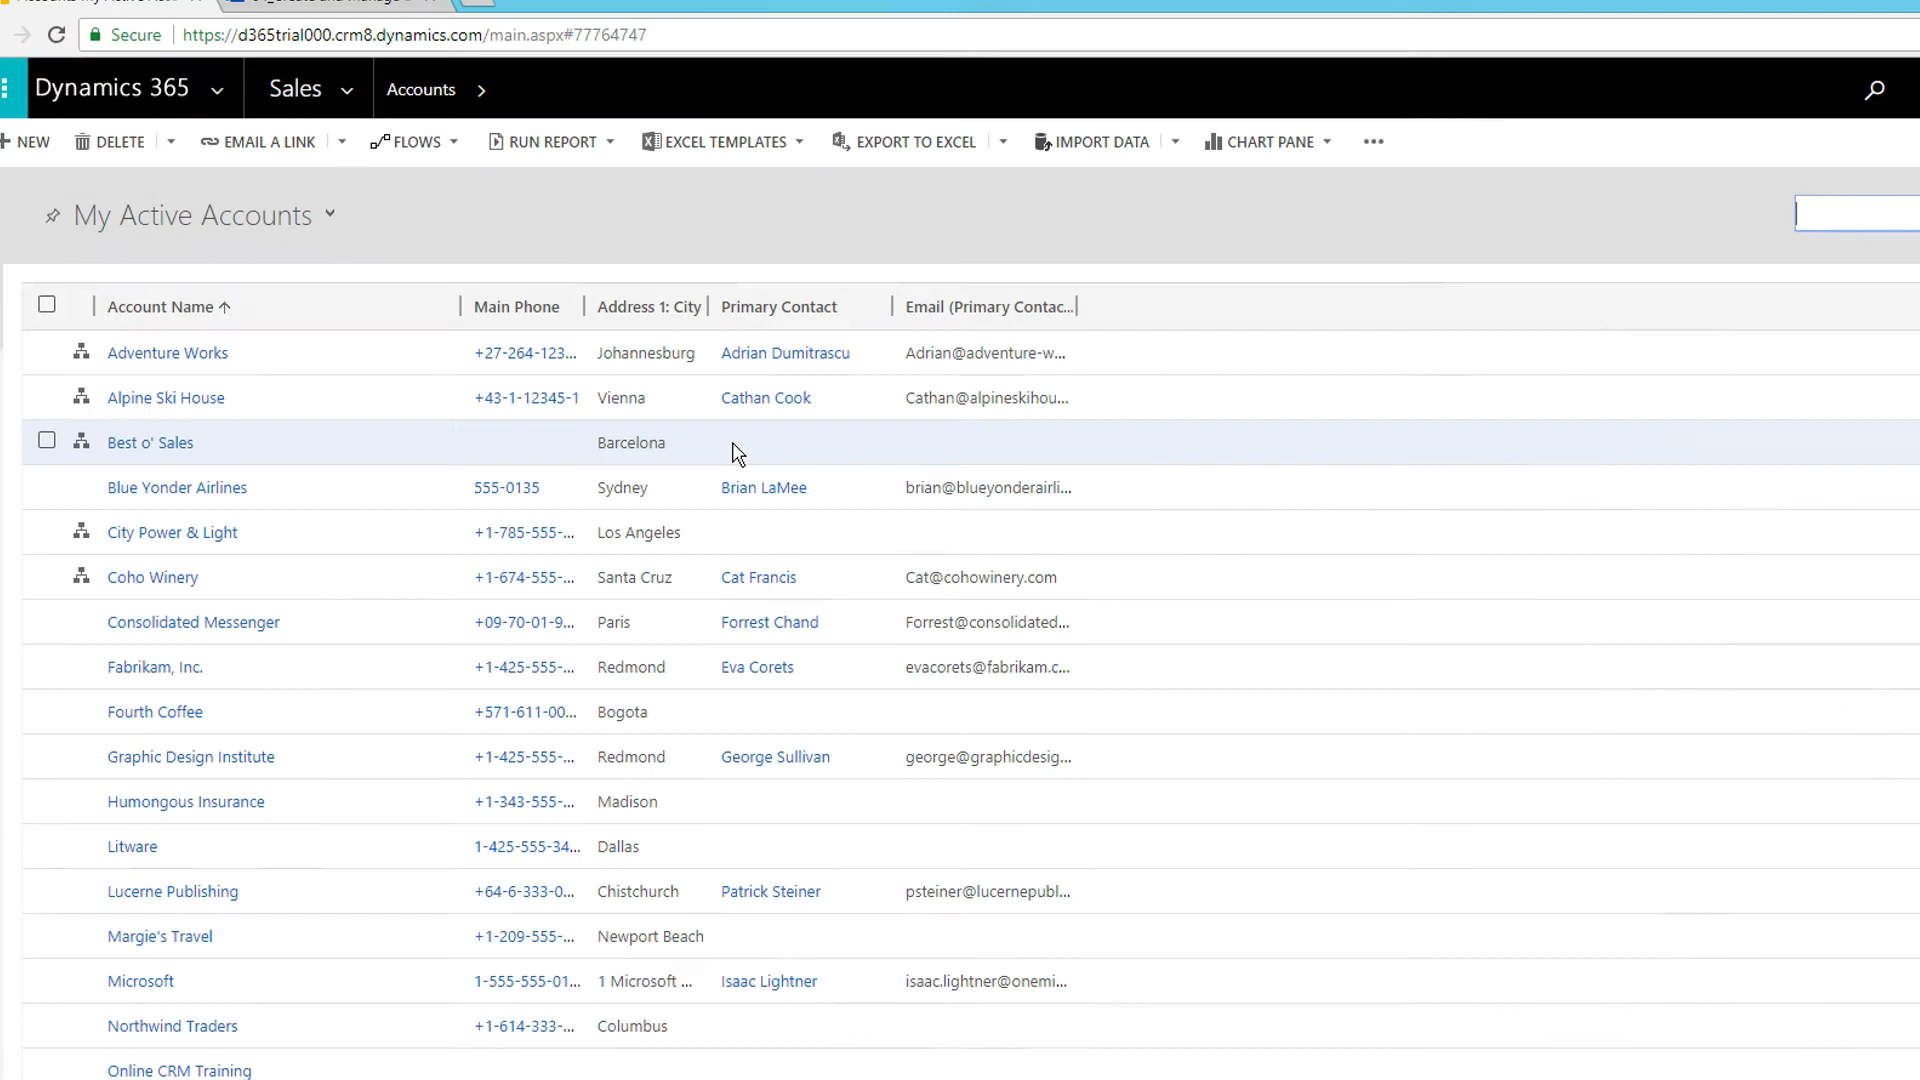 Secure https://d365trial000.crm8.dynamics.com/main.aspx#77764747
Dynamics 365 Sales Accounts
NEW DELETE EMAIL A LINK FLOWS RUN REPORT EXCEL TEMPLATES EXPORT TO EXCEL IMPORT DATA CHART PANE
My Active Accounts
Account Name Main Phone Address 1: City Primary Contact Email (Primary Contac...
Adventure Works +27-264-123... Johannesburg Adrian Dumitrascu Adrian@adventure-w...
Alpine Ski House +43-1-12345-1 Vienna Cathan Cook Cathan@alpineskihou...
Best o' Sales Barcelona
Blue Yonder Airlines 555-0135 Sydney Brian LaMee brian@blueyonderairli...
City Power & Light +1-785-555-... Los Angeles
Coho Winery +1-674-555-... Santa Cruz Cat Francis Cat@cohowinery.com
Consolidated Messenger +09-70-01-9... Paris Forrest Chand Forrest@consolidated...
Fabrikam, Inc. +1-425-555-... Redmond Eva Corets evacorets@fabrikam.c...
Fourth Coffee +571-611-00... Bogota
Graphic Design Institute +1-425-555-... Redmond George Sullivan george@graphicdesig...
Humongous Insurance +1-343-555-... Madison
Litware 1-425-555-34... Dallas
Lucerne Publishing +64-6-333-0... Chistchurch Patrick Steiner psteiner@lucernepubl...
Margie's Travel +1-209-555-... Newport Beach
Microsoft 1-555-555-01... 1 Microsoft ... Isaac Lightner isaac.lightner@onemi...
Northwind Traders +1-614-333-... Columbus
Online CRM Training